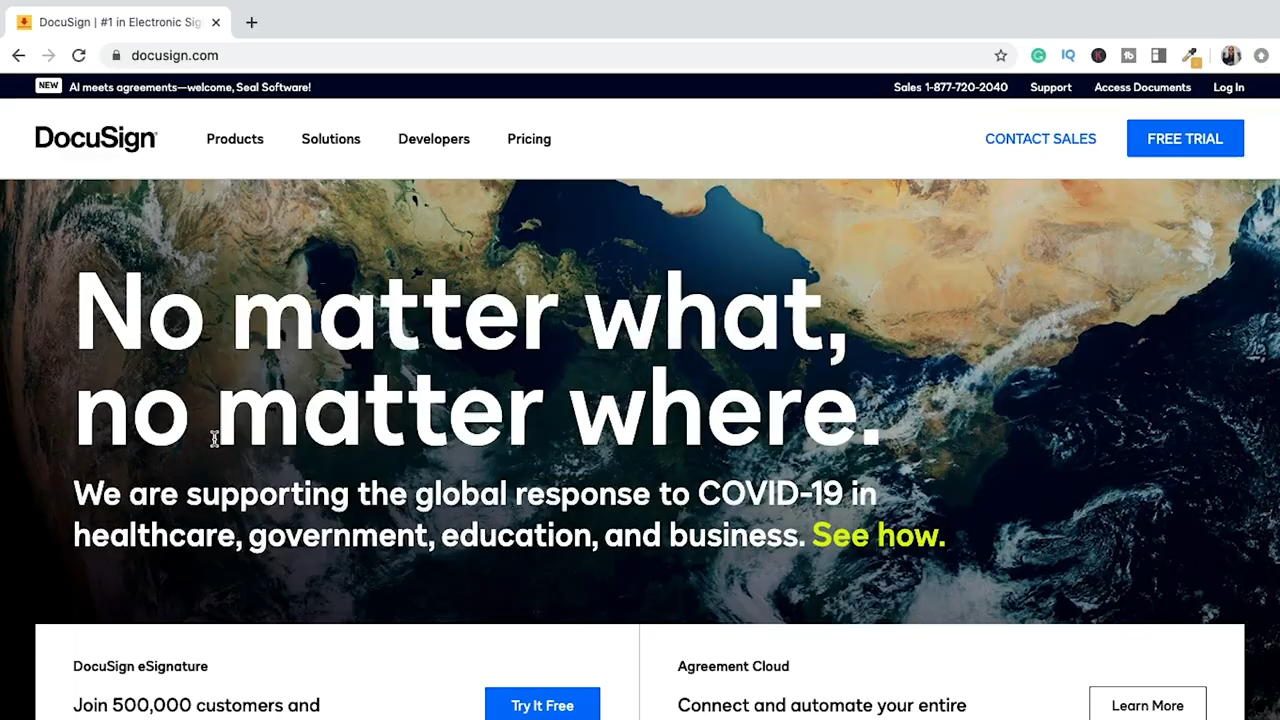 DocuSign | #1 in Electronic Sig
docusign.com
NEW AI meets agreements—welcome, Seal Software!
Sales 1-877-720-2040 Support Access Documents Log In
DocuSign Products Solutions Developers Pricing CONTACT SALES FREE TRIAL
No matter what,
no matter where.
We are supporting the global response to COVID-19 in
healthcare, government, education, and business. See how.
DocuSign eSignature
Join 500,000 customers and
Try It Free
Agreement Cloud
Connect and automate your entire
Learn More